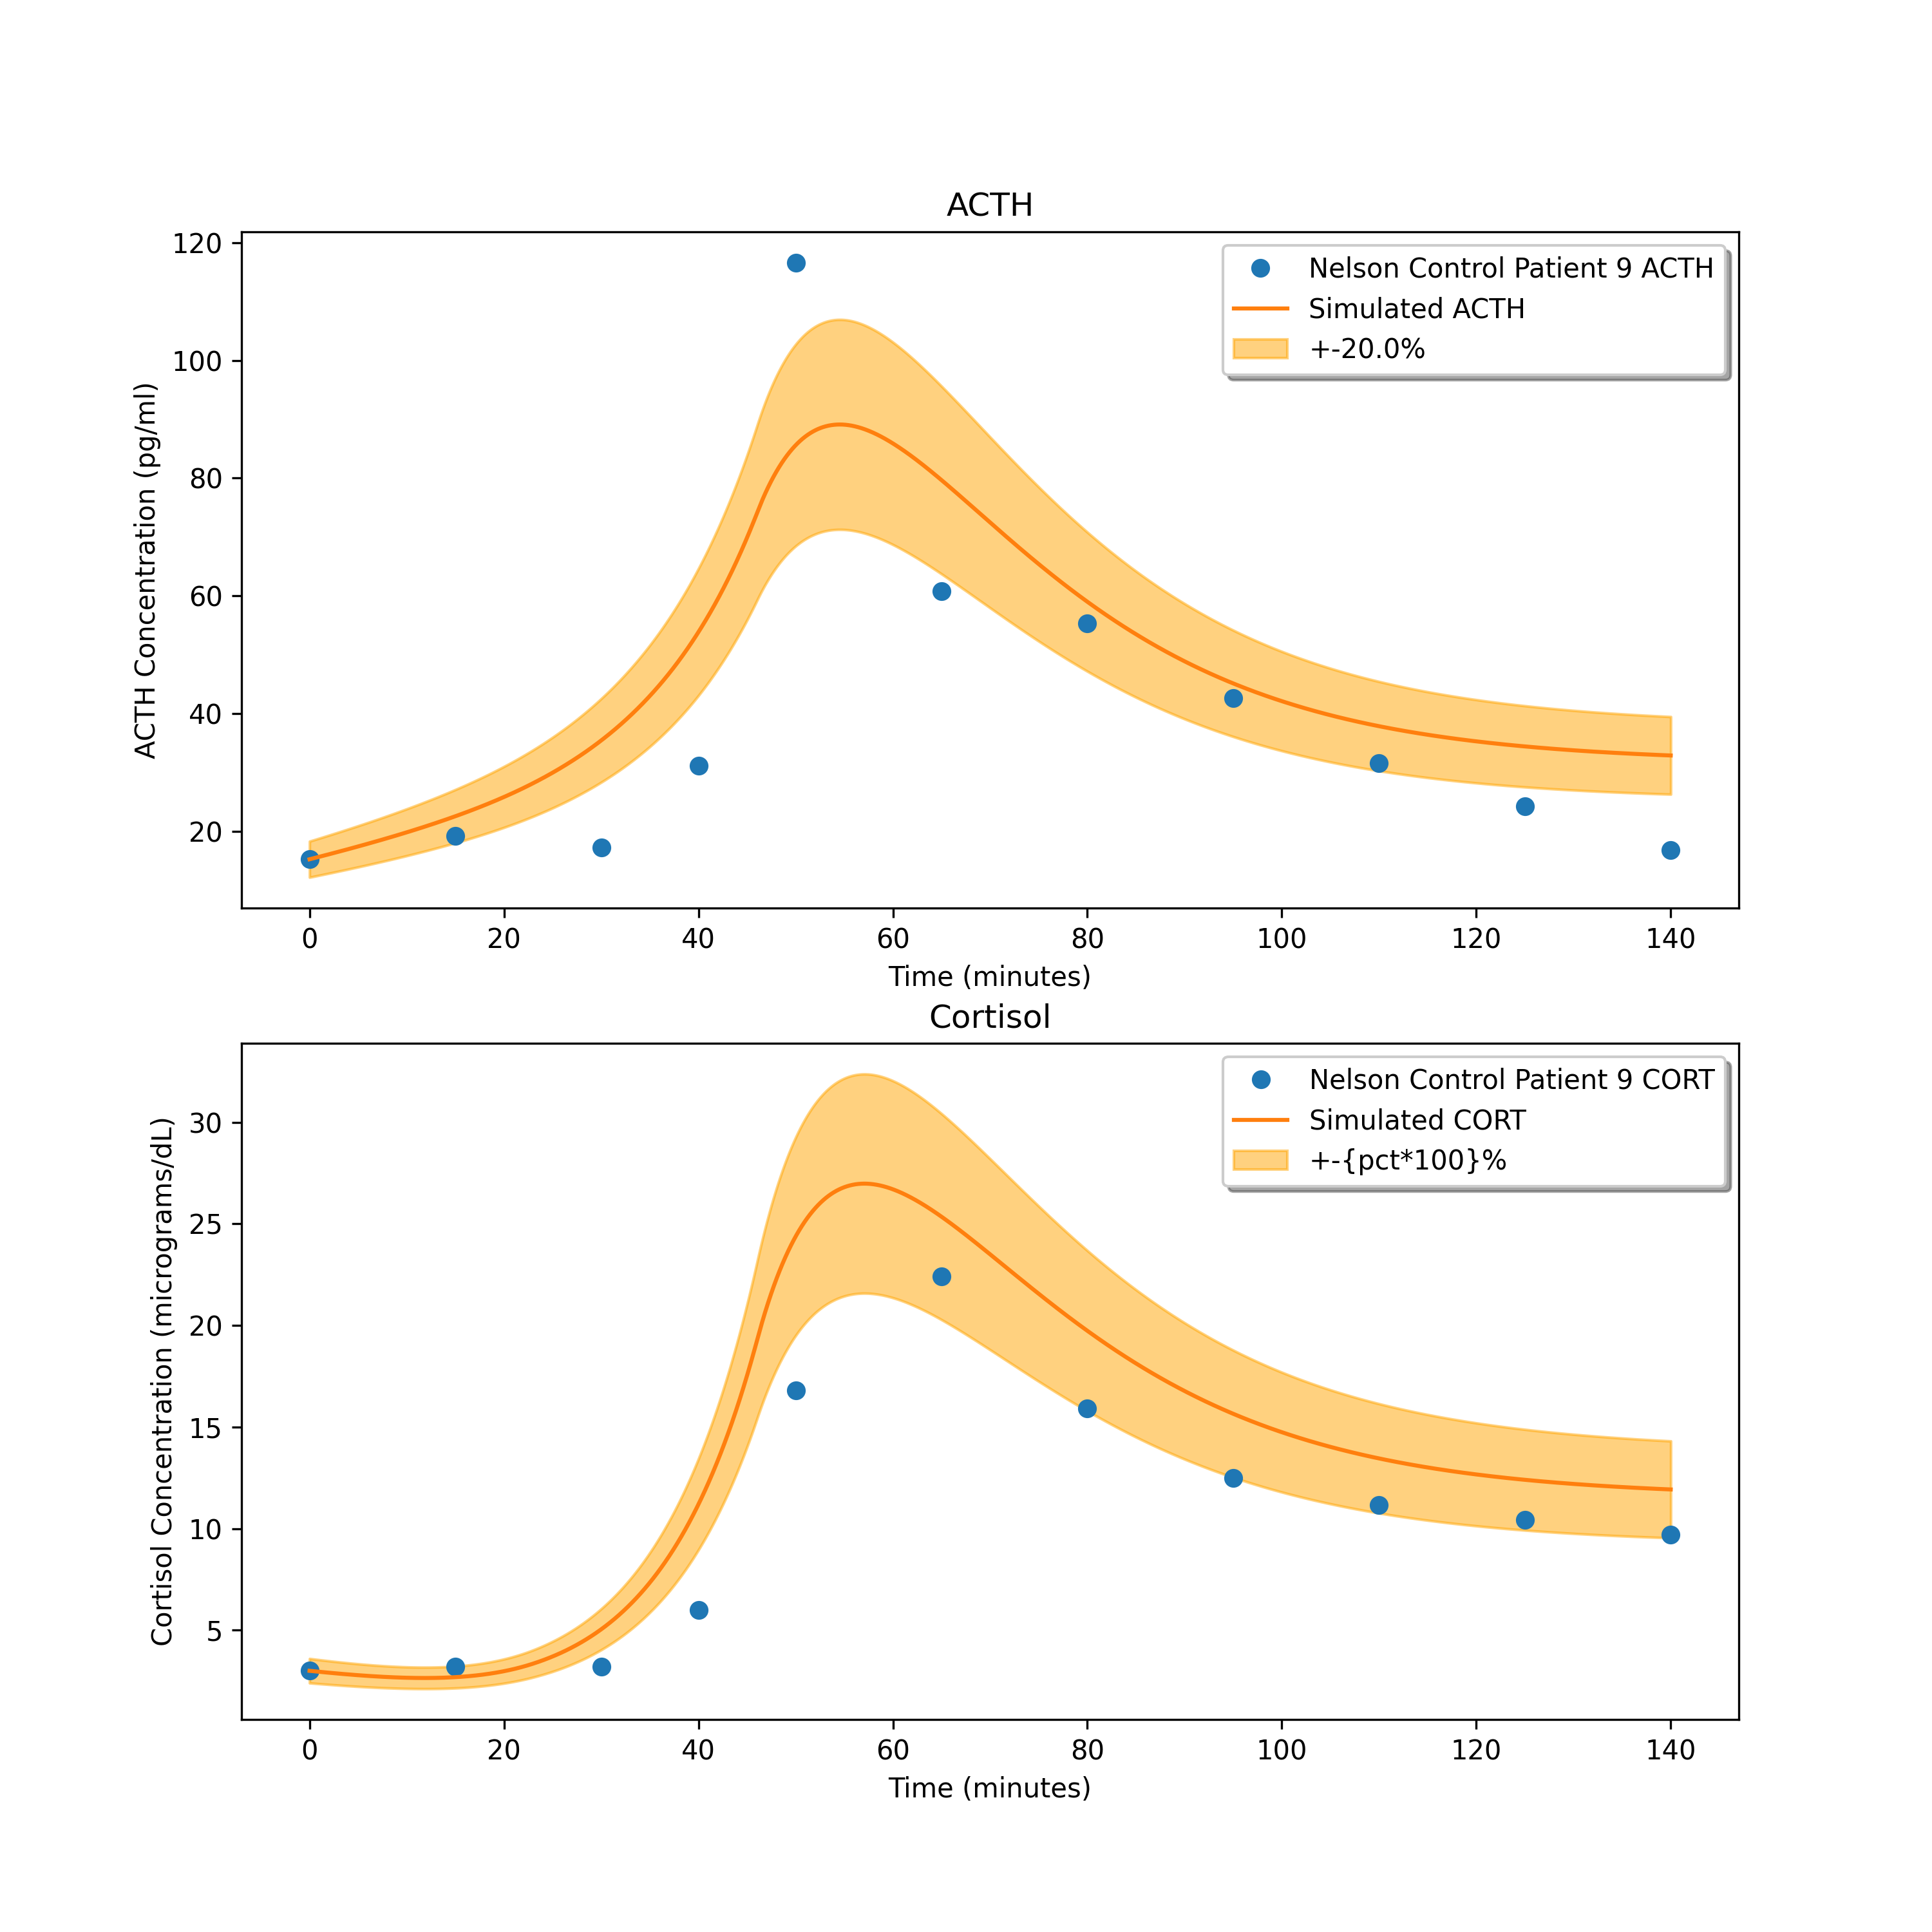 ACTH
120
100
80
60
40
20
ACTH Concentration (pg/ml)
Nelson Control Patient 9 ACTH
Simulated ACTH
+-20.0%
0 20 40 60 80 100 120 140
Time (minutes)
Cortisol
30
25
20
15
10
5
Cortisol Concentration (micrograms/dL)
Nelson Control Patient 9 CORT
Simulated CORT
+-{pct*100}%
0 20 40 60 80 100 120 140
Time (minutes)